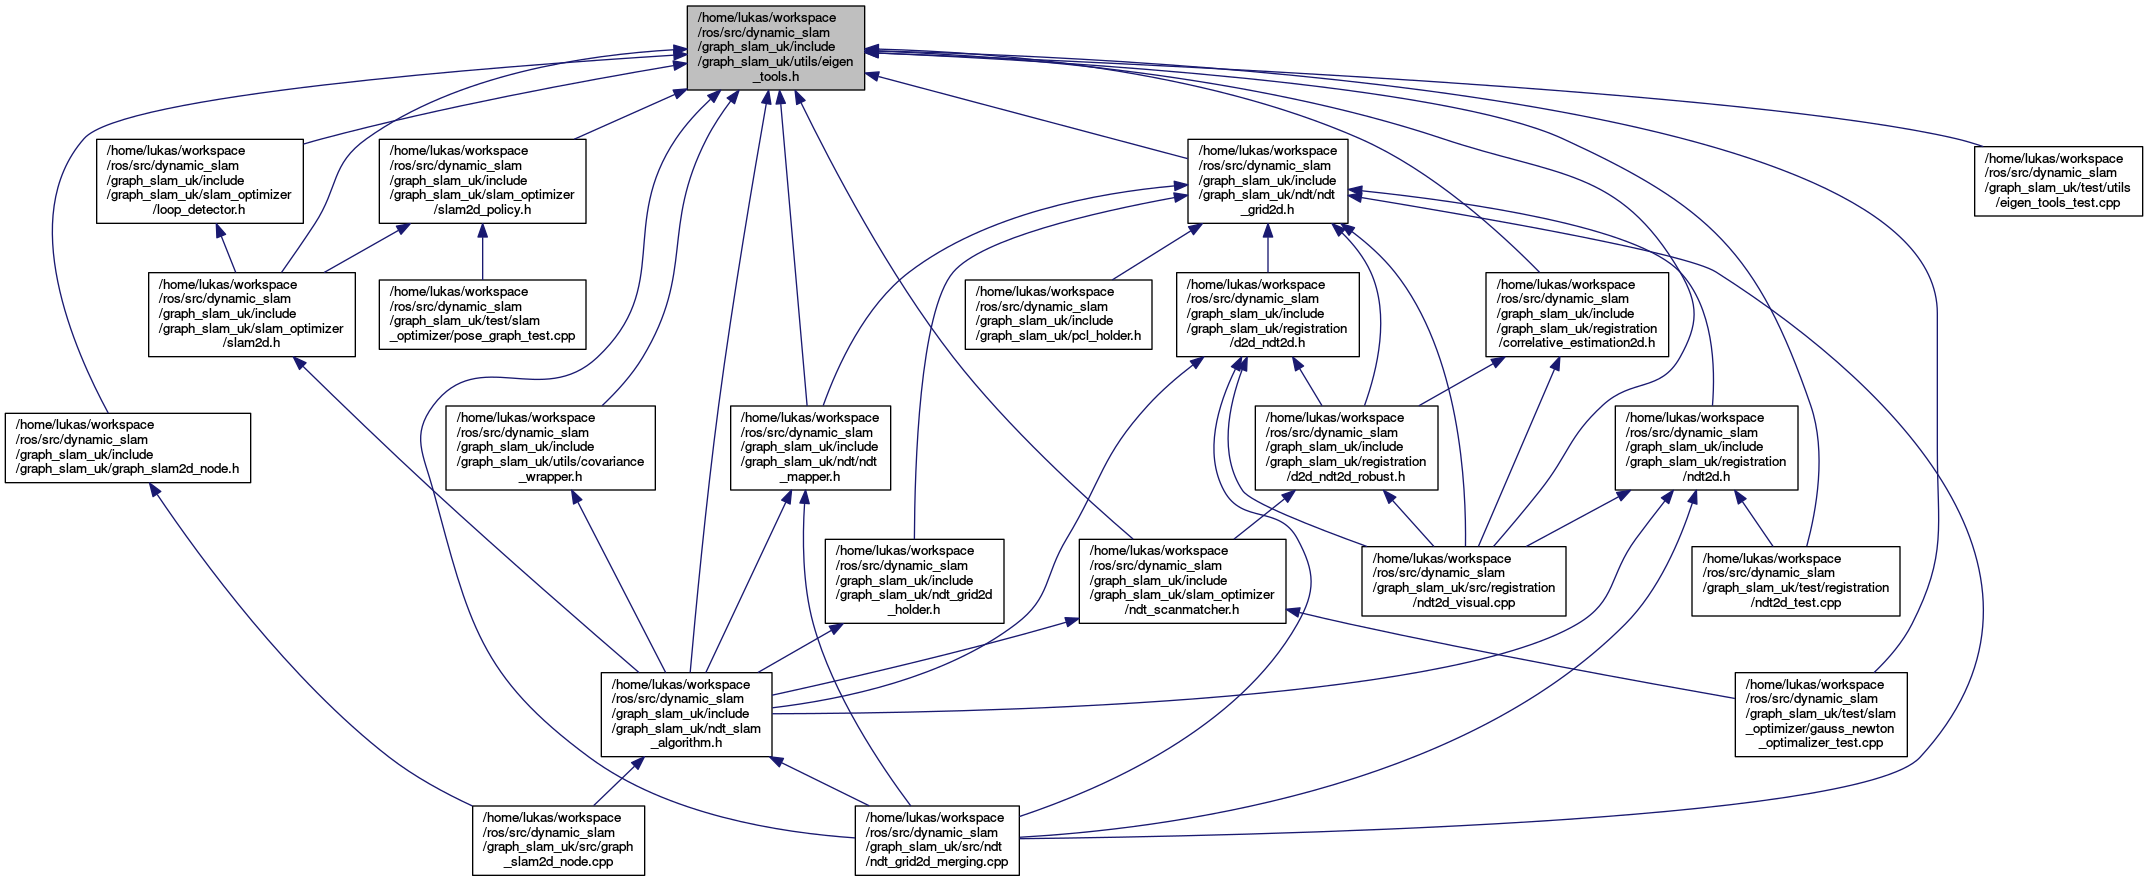 /home/lukas/workspace
/ros/src/dynamic_slam
/graph_slam_uk/include
/graph_slam_uk/utils/eigen
_tools.h
/home/lukas/workspace
/ros/src/dynamic_slam
/graph_slam_uk/include
/graph_slam_uk/slam_optimizer
/loop_detector.h
/home/lukas/workspace
/ros/src/dynamic_slam
/graph_slam_uk/include
/graph_slam_uk/slam_optimizer
/slam2d_policy.h
/home/lukas/workspace
/ros/src/dynamic_slam
/graph_slam_uk/include
/graph_slam_uk/ndt/ndt
_grid2d.h
/home/lukas/workspace
/ros/src/dynamic_slam
/graph_slam_uk/test/utils
/eigen_tools_test.cpp
/home/lukas/workspace
/ros/src/dynamic_slam
/graph_slam_uk/include
/graph_slam_uk/slam_optimizer
/slam2d.h
/home/lukas/workspace
/ros/src/dynamic_slam
/graph_slam_uk/test/slam
_optimizer/pose_graph_test.cpp
/home/lukas/workspace
/ros/src/dynamic_slam
/graph_slam_uk/include
/graph_slam_uk/pcl_holder.h
/home/lukas/workspace
/ros/src/dynamic_slam
/graph_slam_uk/include
/graph_slam_uk/registration
/d2d_ndt2d.h
/home/lukas/workspace
/ros/src/dynamic_slam
/graph_slam_uk/include
/graph_slam_uk/registration
/correlative_estimation2d.h
/home/lukas/workspace
/ros/src/dynamic_slam
/graph_slam_uk/include
/graph_slam_uk/graph_slam2d_node.h
/home/lukas/workspace
/ros/src/dynamic_slam
/graph_slam_uk/include
/graph_slam_uk/utils/covariance
_wrapper.h
/home/lukas/workspace
/ros/src/dynamic_slam
/graph_slam_uk/include
/graph_slam_uk/ndt/ndt
_mapper.h
/home/lukas/workspace
/ros/src/dynamic_slam
/graph_slam_uk/include
/graph_slam_uk/registration
/d2d_ndt2d_robust.h
/home/lukas/workspace
/ros/src/dynamic_slam
/graph_slam_uk/include
/graph_slam_uk/registration
/ndt2d.h
/home/lukas/workspace
/ros/src/dynamic_slam
/graph_slam_uk/include
/graph_slam_uk/ndt_grid2d
_holder.h
/home/lukas/workspace
/ros/src/dynamic_slam
/graph_slam_uk/include
/graph_slam_uk/slam_optimizer
/ndt_scanmatcher.h
/home/lukas/workspace
/ros/src/dynamic_slam
/graph_slam_uk/src/registration
/ndt2d_visual.cpp
/home/lukas/workspace
/ros/src/dynamic_slam
/graph_slam_uk/test/registration
/ndt2d_test.cpp
/home/lukas/workspace
/ros/src/dynamic_slam
/graph_slam_uk/include
/graph_slam_uk/ndt_slam
_algorithm.h
/home/lukas/workspace
/ros/src/dynamic_slam
/graph_slam_uk/test/slam
_optimizer/gauss_newton
_optimalizer_test.cpp
/home/lukas/workspace
/ros/src/dynamic_slam
/graph_slam_uk/src/graph
_slam2d_node.cpp
/home/lukas/workspace
/ros/src/dynamic_slam
/graph_slam_uk/src/ndt
/ndt_grid2d_merging.cpp